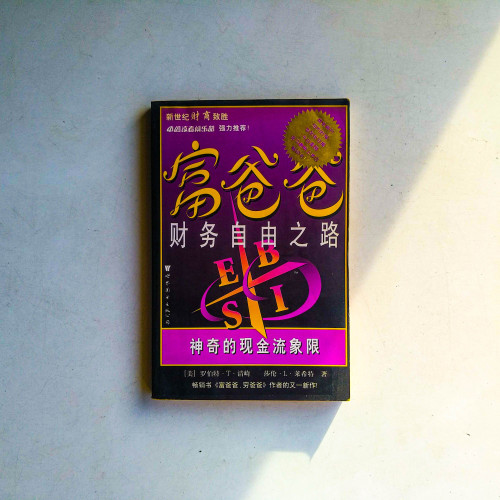 新世纪财商致胜
强力推荐！
富爸爸
财务自由之路
E B
S I
神奇的现金流象限
[美] 罗伯特·T·清崎 莎伦·L·莱希特 著
畅销书《富爸爸，穷爸爸》作者的又一新作！